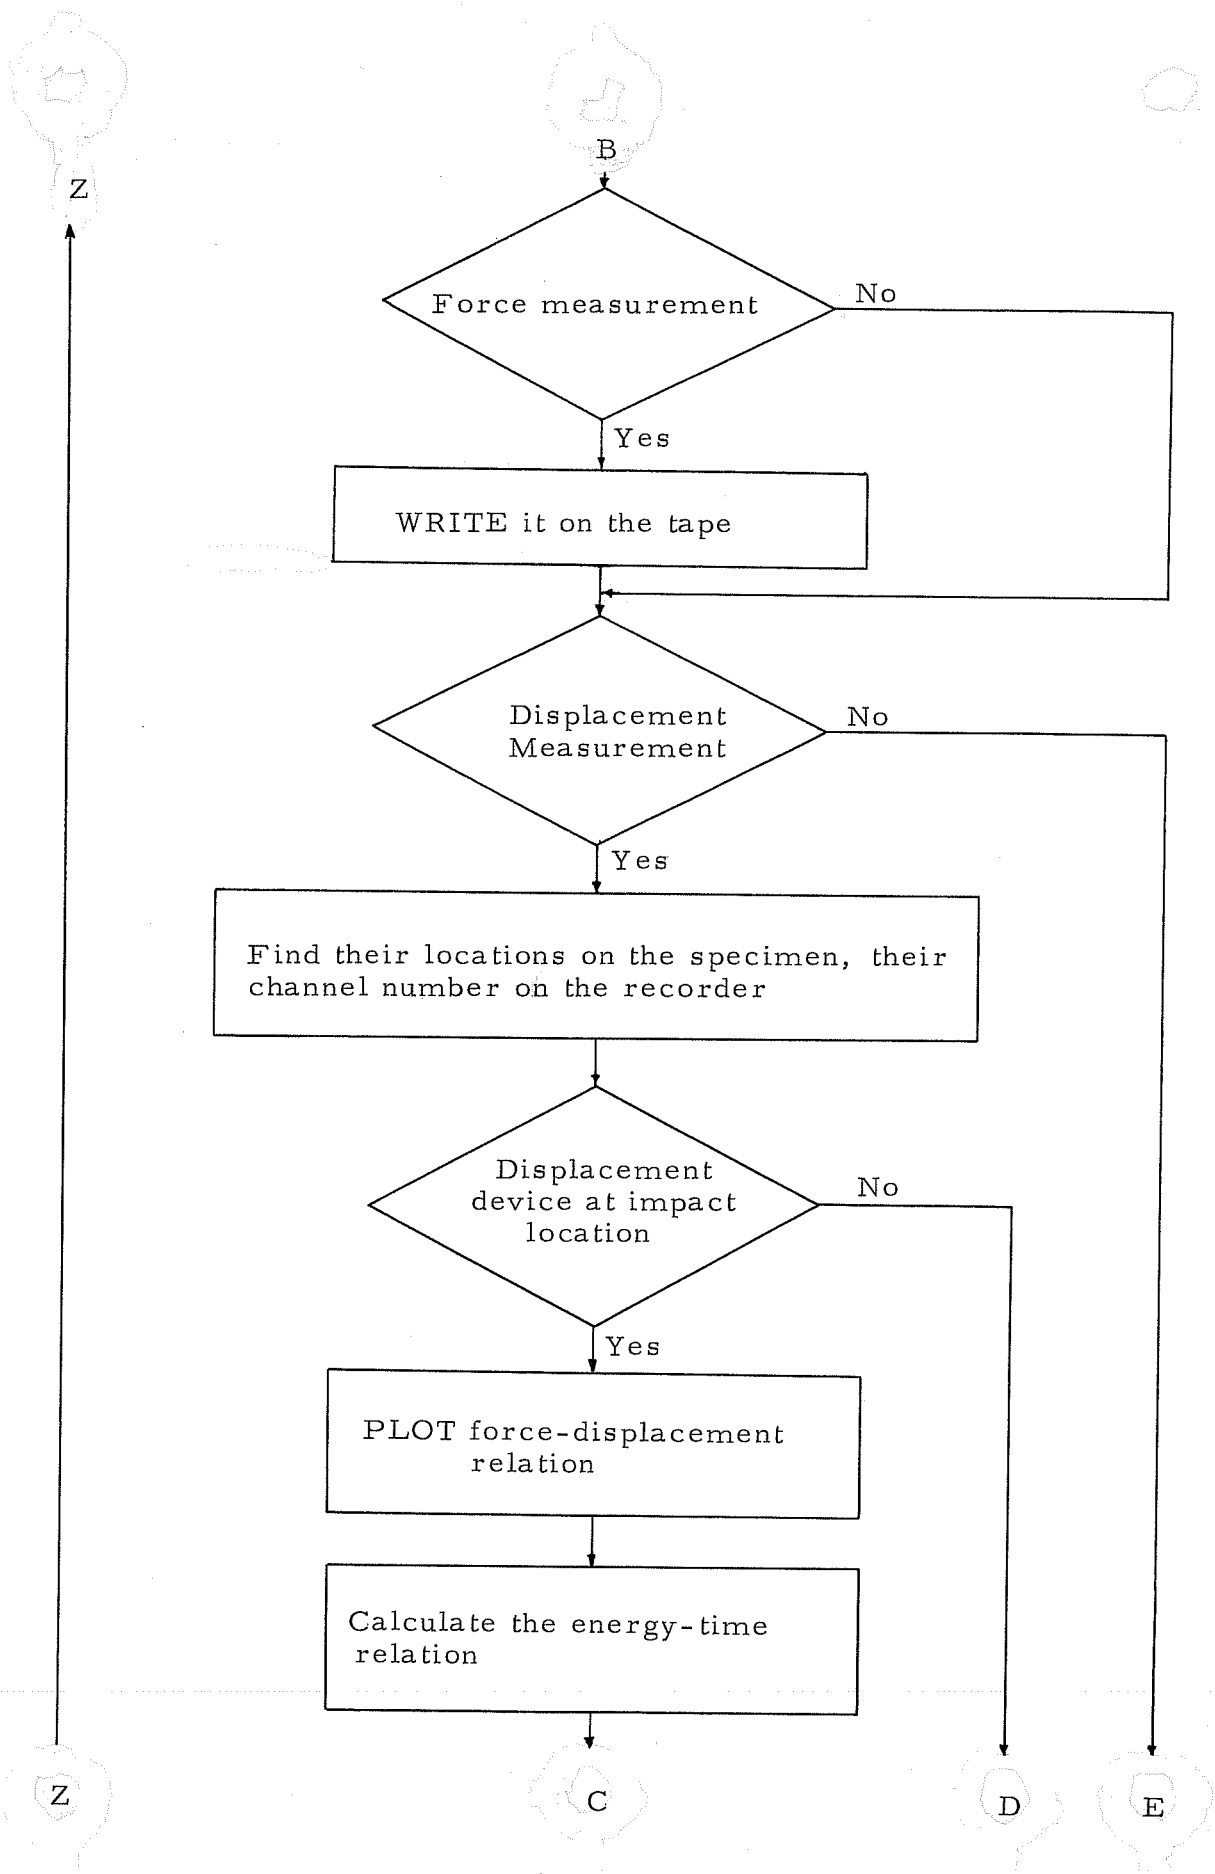 B
Z
Force measurement
No
Yes
WRITE it on the tape
Displacement
Measurement
No
Yes
Find their locations on the specimen, their
channel number on the recorder
Displacement
device at impact
location
No
Yes
PLOT force-displacement
relation
Calculate the energy-time
relation
Z
C
D
E